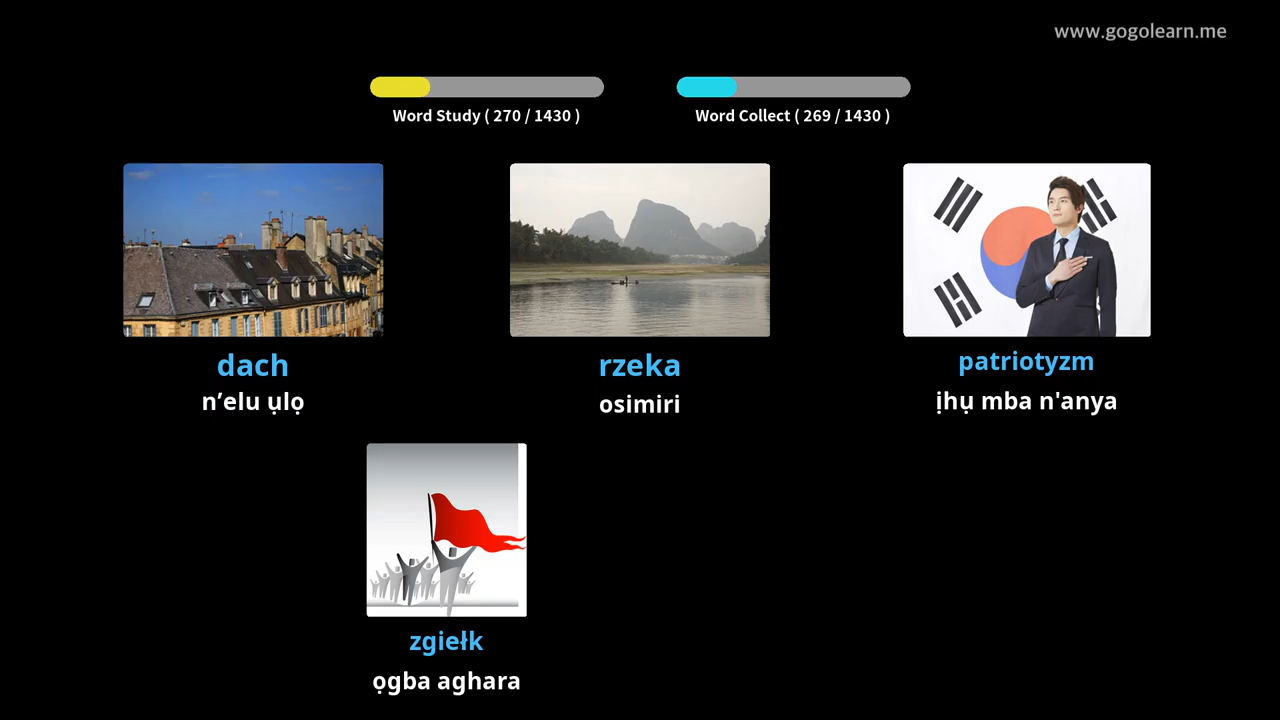 www.gogolearn.me
Word Study ( 270 / 1430 )
Word Collect ( 269 / 1430 )
dach
n’elu ụlọ
rzeka
osimiri
patriotyzm
ịhụ mba n'anya
zgiełk
ọgba aghara